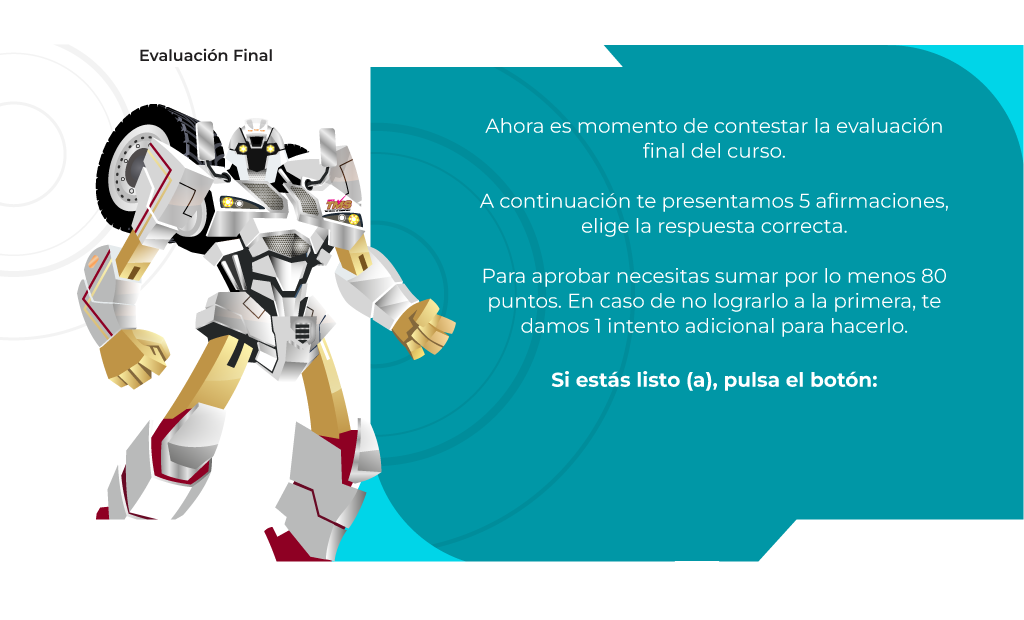 Evaluación Final
Ahora es momento de contestar la evaluación
final del curso.
A continuación te presentamos 5 afirmaciones,
elige la respuesta correcta.
Para aprobar necesitas sumar por lo menos 80
puntos. En caso de no lograrlo a la primera, te
damos 1 intento adicional para hacerlo.
Si estás listo (a), pulsa el botón: